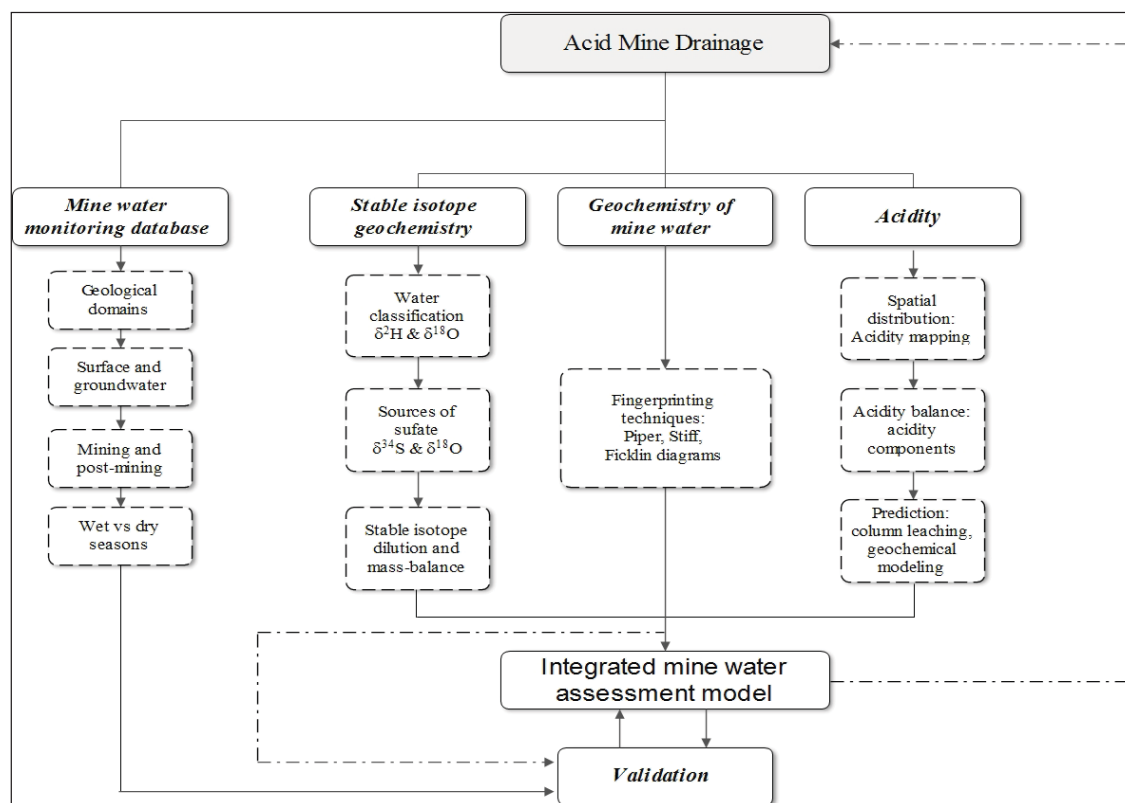 Acid Mine Drainage
Mine water
monitoring database
Geological
domains
Surface and
groundwater
Mining and
post-mining
Wet vs dry
seasons
Stable isotope
geochemistry
Water
classification
δ²H & δ¹⁸O
Sources of
sufate
δ³⁴S & δ¹⁸O
Stable isotope
dilution and
mass-balance
Geochemistry of
mine water
Fingerprinting
techniques:
Piper, Stiff,
Ficklin diagrams
Acidity
Spatial
distribution:
Acidity mapping
Acidity balance:
acidity
components
Prediction:
column leaching,
geochemical
modeling
Integrated mine water
assessment model
Validation